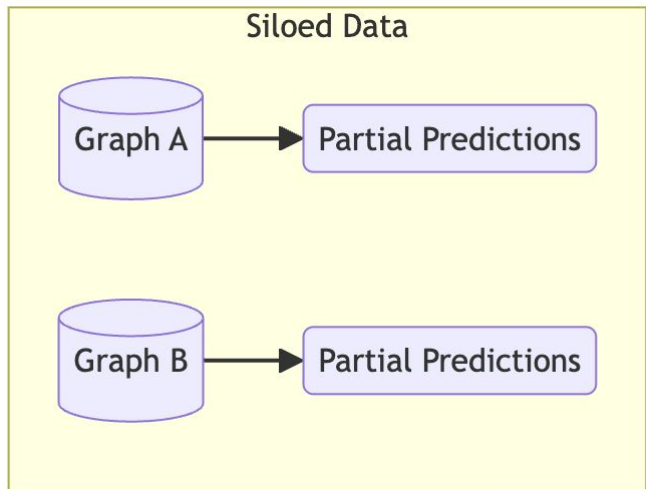 Siloed Data
Graph A
Partial Predictions
Graph B
Partial Predictions